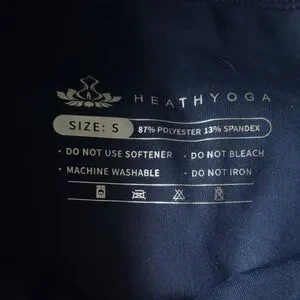 HEATHYOGA
SIZE: S 87% POLYESTER 13% SPANDEX
· DO NOT USE SOFTENER · DO NOT BLEACH
· MACHINE WASHABLE · DO NOT IRON